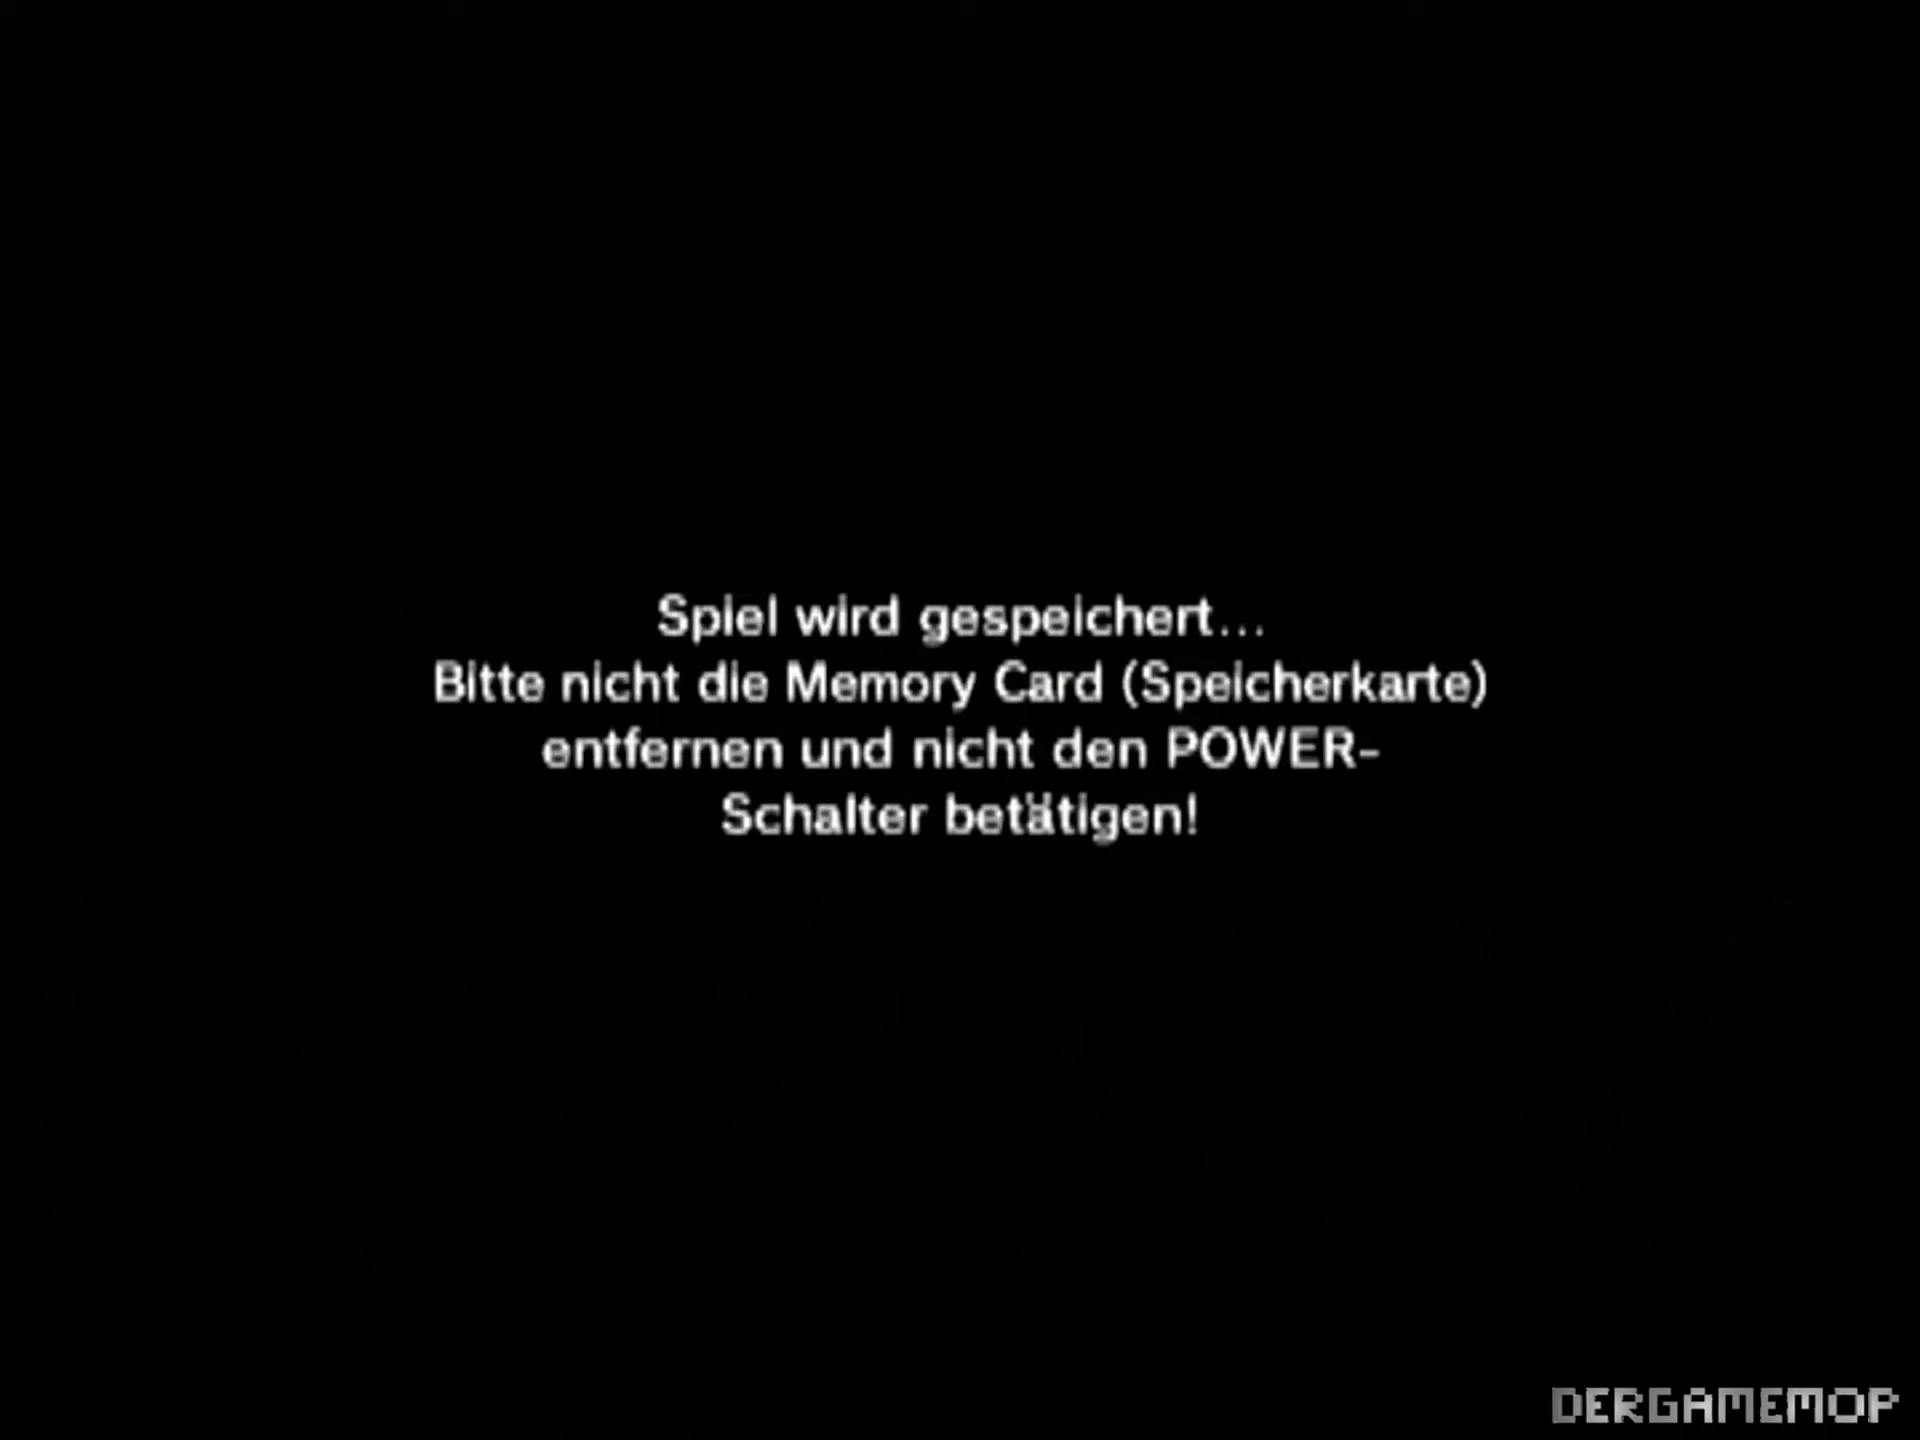 Spiel wird gespeichert...
Bitte nicht die Memory Card (Speicherkarte)
entfernen und nicht den POWER-
Schalter betätigen!
DERGAMEMOP